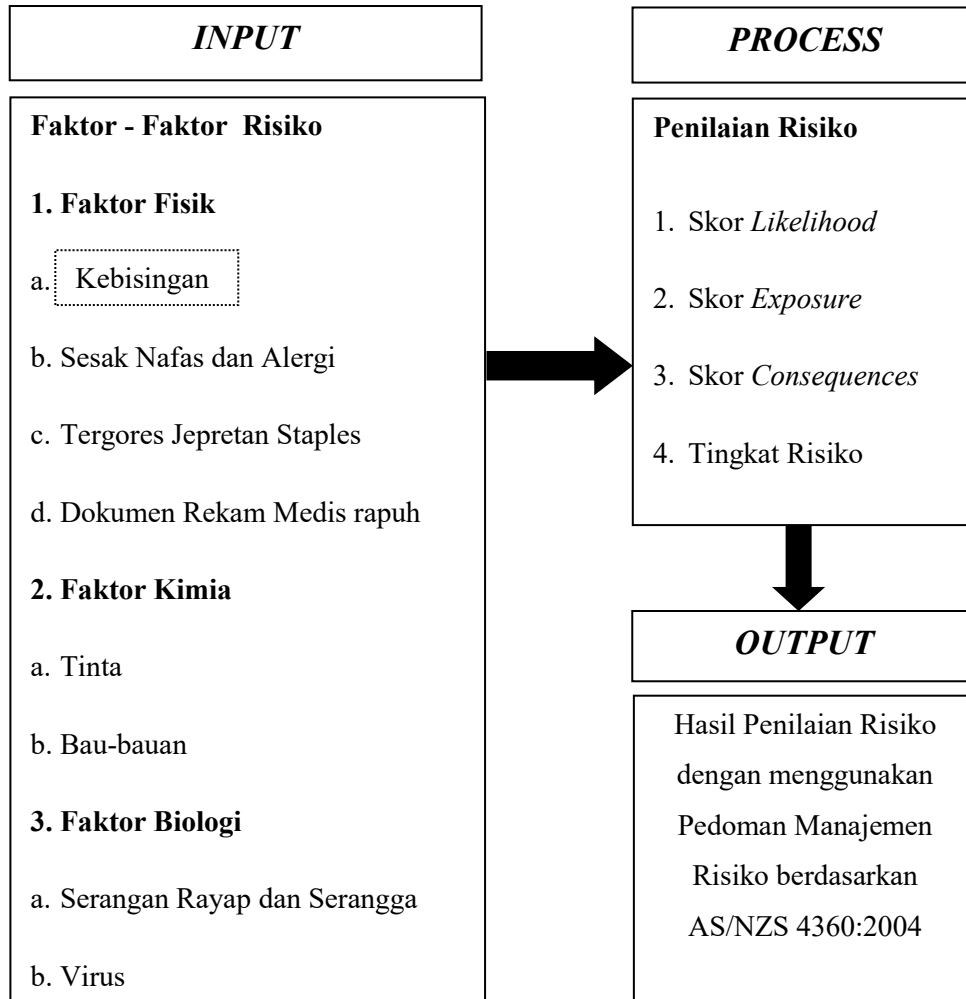 INPUT
Faktor - Faktor Risiko
1. Faktor Fisik
a. Kebisingan
b. Sesak Nafas dan Alergi
c. Tergores Jepretan Staples
d. Dokumen Rekam Medis rapuh
2. Faktor Kimia
a. Tinta
b. Bau-bauan
3. Faktor Biologi
a. Serangan Rayap dan Serangga
b. Virus
PROCESS
Penilaian Risiko
1. Skor Likelihood
2. Skor Exposure
3. Skor Consequences
4. Tingkat Risiko
OUTPUT
Hasil Penilaian Risiko
dengan menggunakan
Pedoman Manajemen
Risiko berdasarkan
AS/NZS 4360:2004